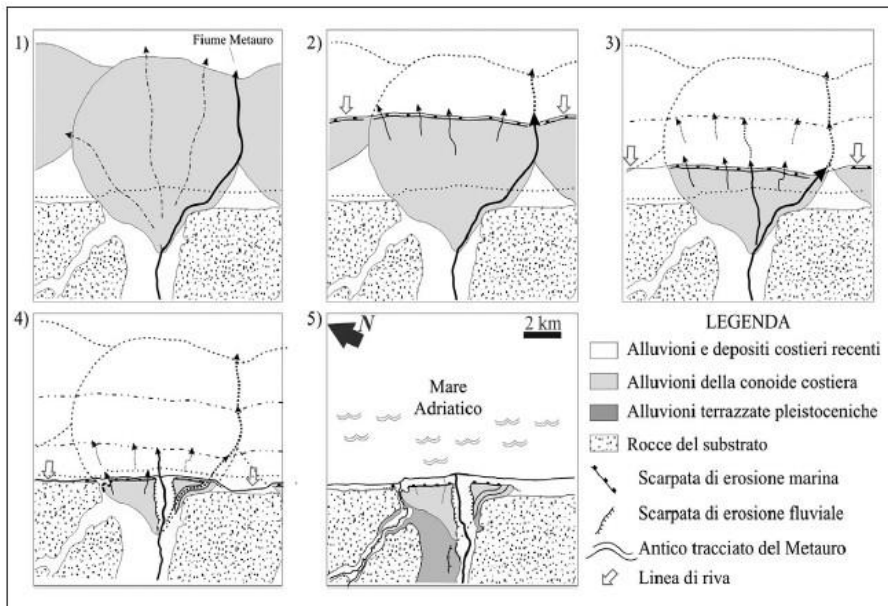 1)
Fiume Metauro
2)
3)
4)
5)
N
2 km
Mare
Adriatico
LEGENDA
Alluvioni e depositi costieri recenti
Alluvioni della conoide costiera
Alluvioni terrazzate pleistoceniche
Rocce del substrato
Scarpata di erosione marina
Scarpata di erosione fluviale
Antico tracciato del Metauro
Linea di riva